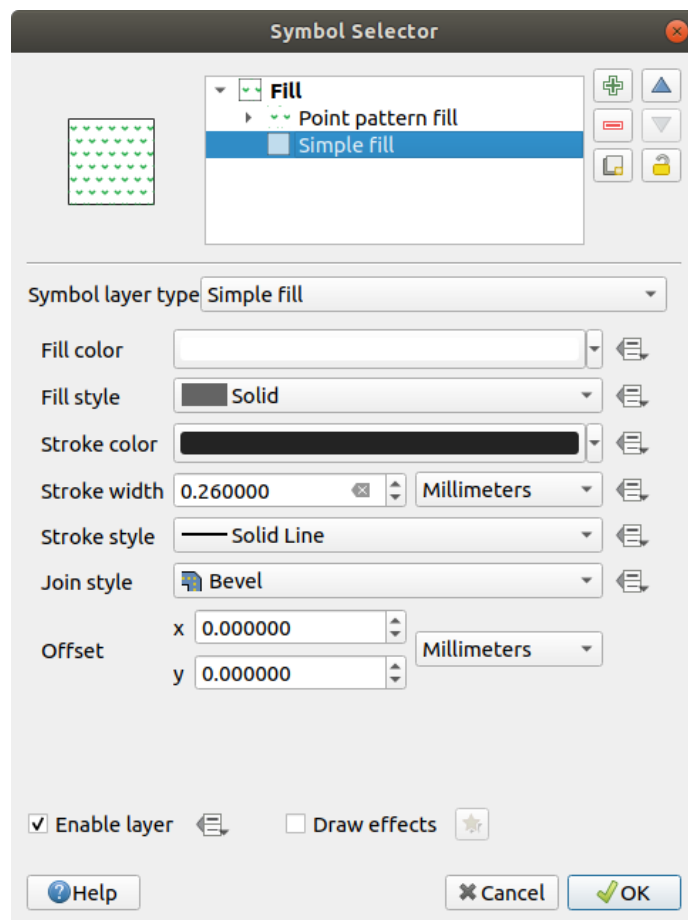 Symbol Selector
Fill
Point pattern fill
Simple fill
Symbol layer type Simple fill
Fill color
Fill style Solid
Stroke color
Stroke width 0.260000 Millimeters
Stroke style Solid Line
Join style Bevel
Offset x 0.000000 Millimeters
y 0.000000
Enable layer Draw effects
Help Cancel OK